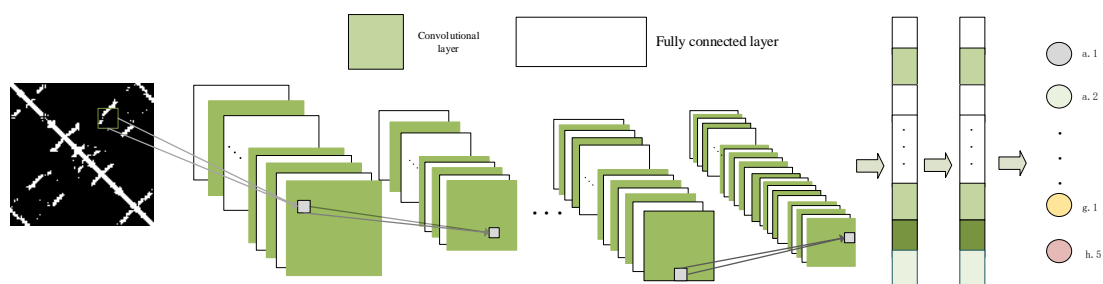 Convolutional
layer
Fully connected layer
a.1
a.2
g.1
h.5